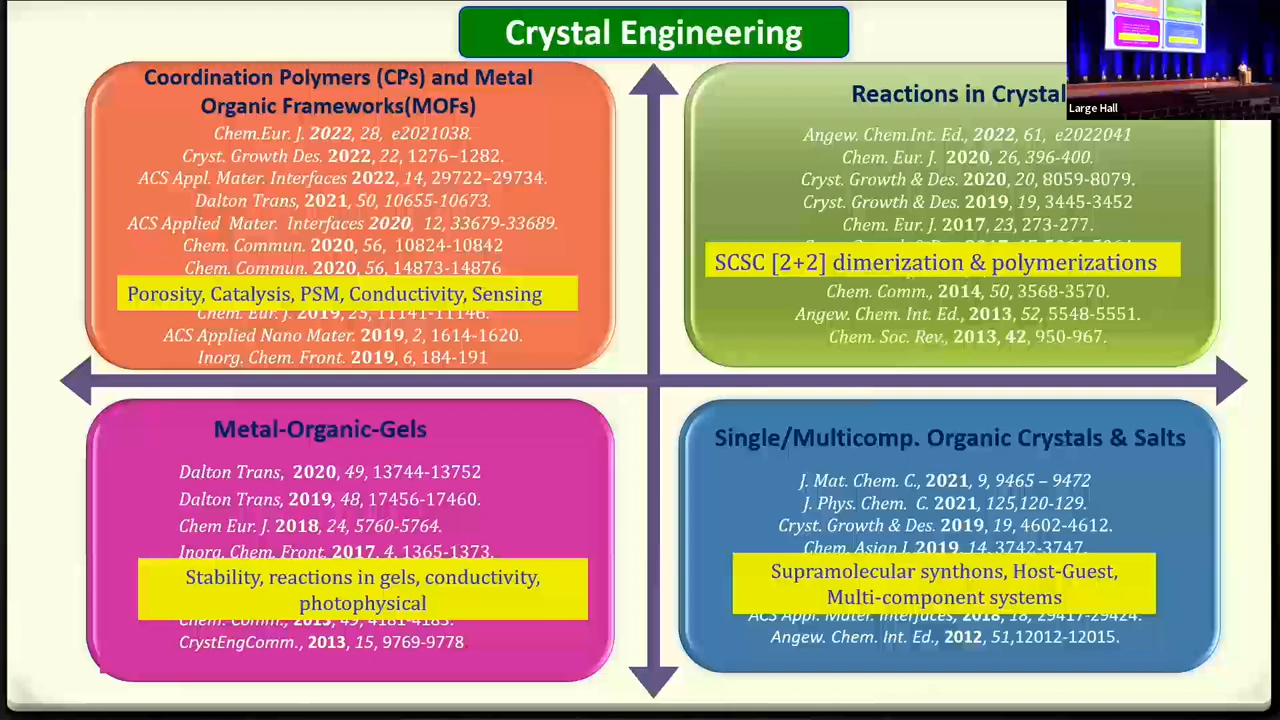 Crystal Engineering
Large Hall
Coordination Polymers (CPs) and Metal
Organic Frameworks(MOFs)
Chem.Eur. J. 2022, 28, e2021038.
Cryst. Growth Des. 2022, 22, 1276–1282.
ACS Appl. Mater. Interfaces 2022, 14, 29722–29734.
Dalton Trans, 2021, 50, 10655-10673.
ACS Applied Mater. Interfaces 2020, 12, 33679-33689.
Chem. Commun. 2020, 56, 10824-10842
Chem. Commun. 2020, 56, 14873-14876
Porosity, Catalysis, PSM, Conductivity, Sensing
Chem. Eur. J. 2019, 25, 11141-11146.
ACS Applied Nano Mater. 2019, 2, 1614-1620.
Inorg. Chem. Front. 2019, 6, 184-191
Reactions in Crystal
Angew. Chem.Int. Ed., 2022, 61, e2022041
Chem. Eur. J. 2020, 26, 396-400.
Cryst. Growth & Des. 2020, 20, 8059-8079.
Cryst. Growth & Des. 2019, 19, 3445-3452
Chem. Eur. J. 2017, 23, 273-277.
SCSC [2+2] dimerization & polymerizations
Chem. Comm., 2014, 50, 3568-3570.
Angew. Chem. Int. Ed., 2013, 52, 5548-5551.
Chem. Soc. Rev., 2013, 42, 950-967.
Metal-Organic-Gels
Dalton Trans, 2020, 49, 13744-13752
Dalton Trans, 2019, 48, 17456-17460.
Chem Eur. J. 2018, 24, 5760-5764.
Inorg. Chem. Front. 2017, 4, 1365-1373.
Stability, reactions in gels, conductivity,
photophysical
Chem. Comm., 2013, 49, 4181-4183.
CrystEngComm., 2013, 15, 9769-9778
Single/Multicomp. Organic Crystals & Salts
J. Mat. Chem. C., 2021, 9, 9465 – 9472
J. Phys. Chem. C. 2021, 125,120-129.
Cryst. Growth & Des. 2019, 19, 4602-4612.
Chem. Asian J. 2019, 14, 3742-3747.
Supramolecular synthons, Host-Guest,
Multi-component systems
ACS Appl. Mater. Interfaces, 2018, 18, 29417-29424.
Angew. Chem. Int. Ed., 2012, 51,12012-12015.